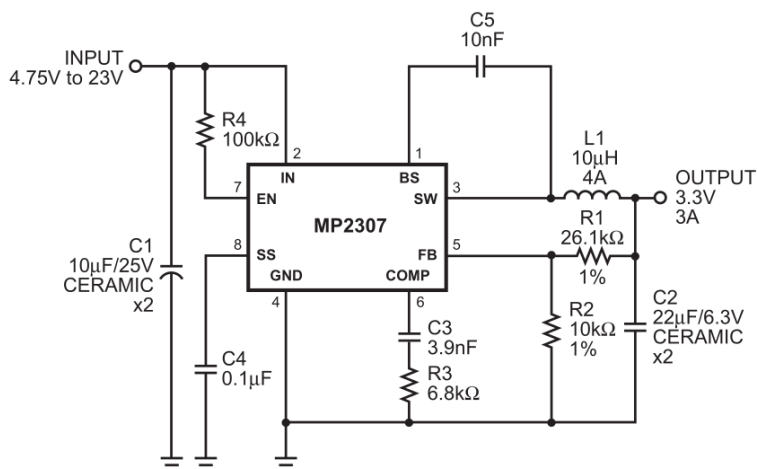 C5
10nF
INPUT
4.75V to 23V
R4
100kΩ
2
1
L1
10µH
4A
IN
BS
7
EN
SW
3
OUTPUT
3.3V
3A
MP2307
R1
26.1kΩ
1%
8
SS
FB
5
C1
10µF/25V
CERAMIC
x2
GND
COMP
4
6
C2
22µF/6.3V
CERAMIC
x2
R2
10kΩ
1%
C3
3.9nF
C4
0.1µF
R3
6.8kΩ